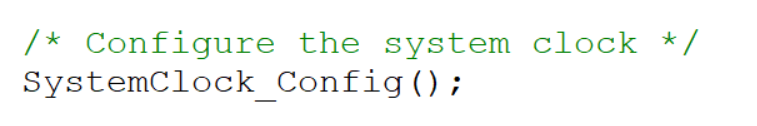 /* Configure the system clock */
SystemClock_Config();